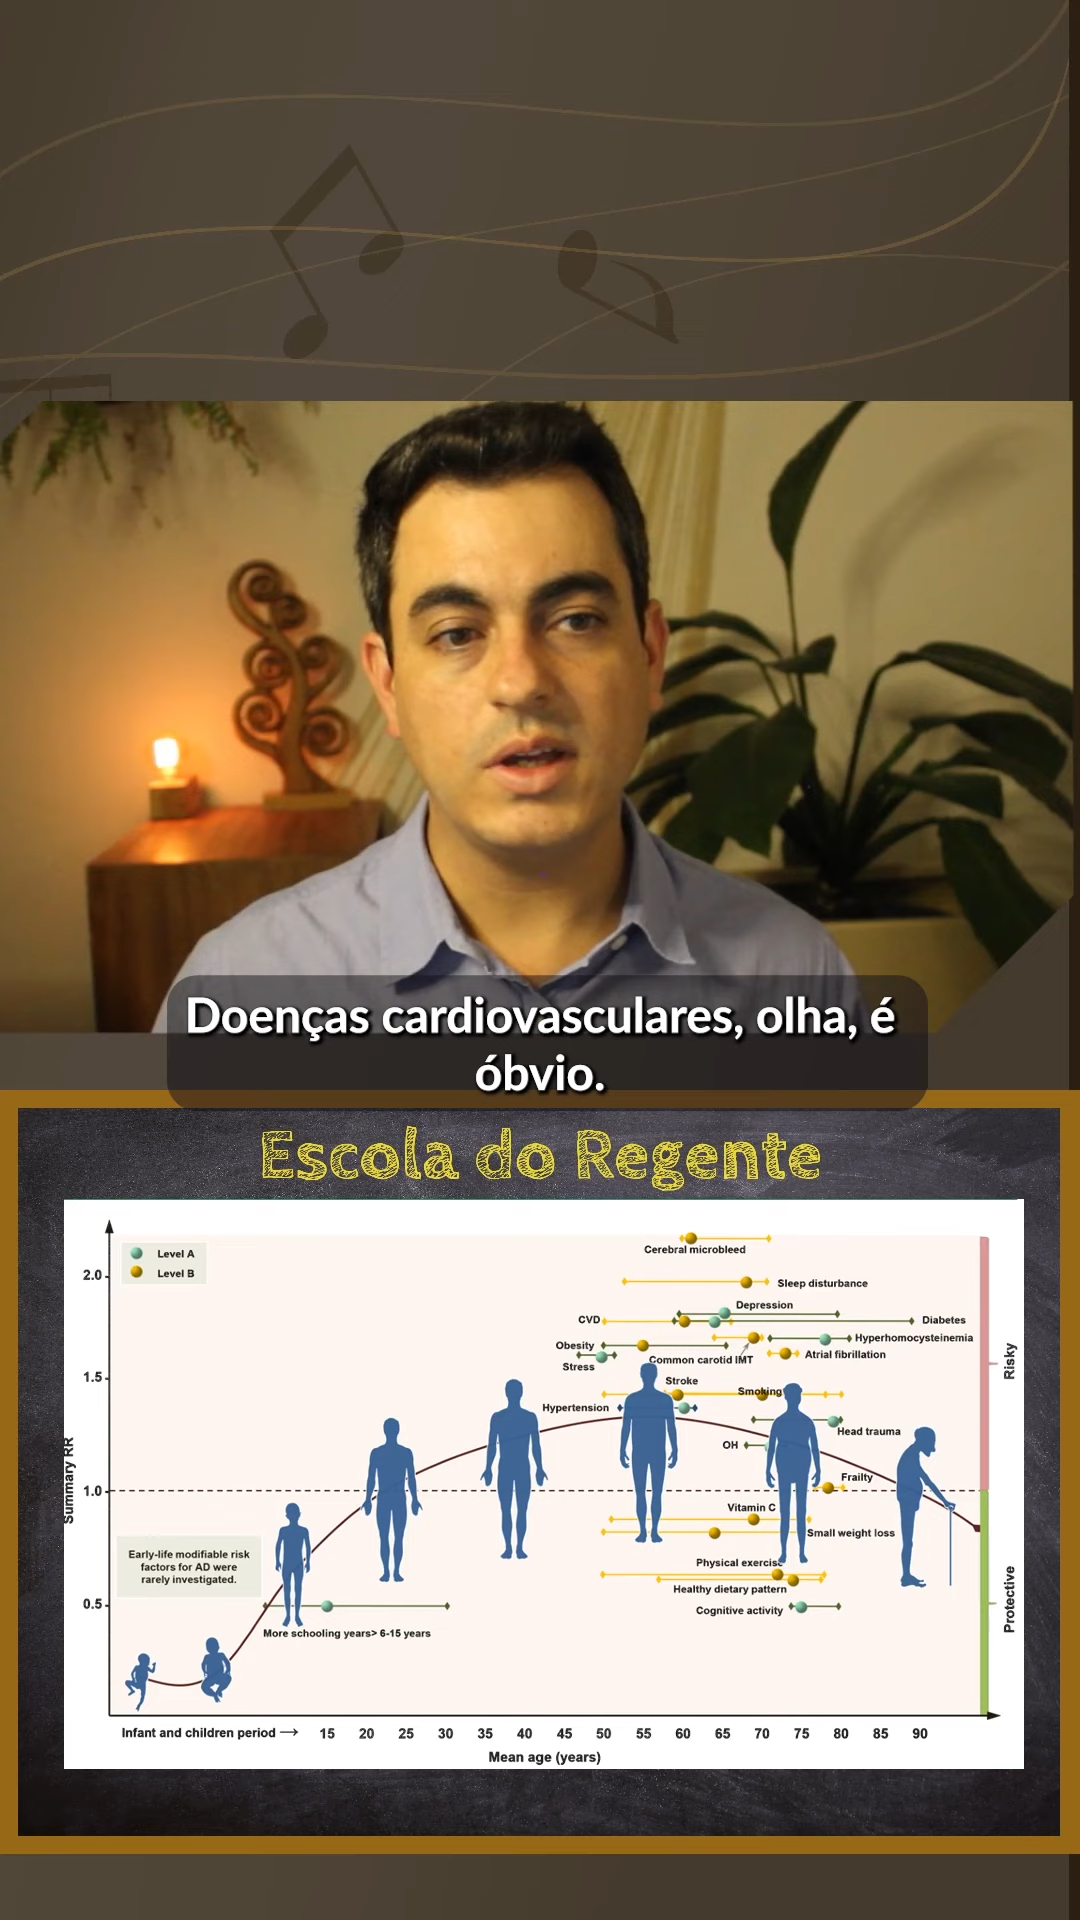 Doenças cardiovasculares, olha, é
óbvio.
Escola do Regente
Level A
Level B
2.0
1.5
1.0
0.5
Summary RR
Cerebral microbleed
Sleep disturbance
Depression
CVD
Diabetes
Hyperhomocysteinemia
Obesity
Common carotid IMT
Atrial fibrillation
Stress
Stroke
Smoking
Hypertension
Head trauma
OH
Frailty
Vitamin C
Small weight loss
Physical exercise
Healthy dietary pattern
Cognitive activity
Early-life modifiable risk
factors for AD were
rarely investigated.
More schooling years> 6-15 years
Risky
Protective
Infant and children period → 15 20 25 30 35 40 45 50 55 60 65 70 75 80 85 90
Mean age (years)